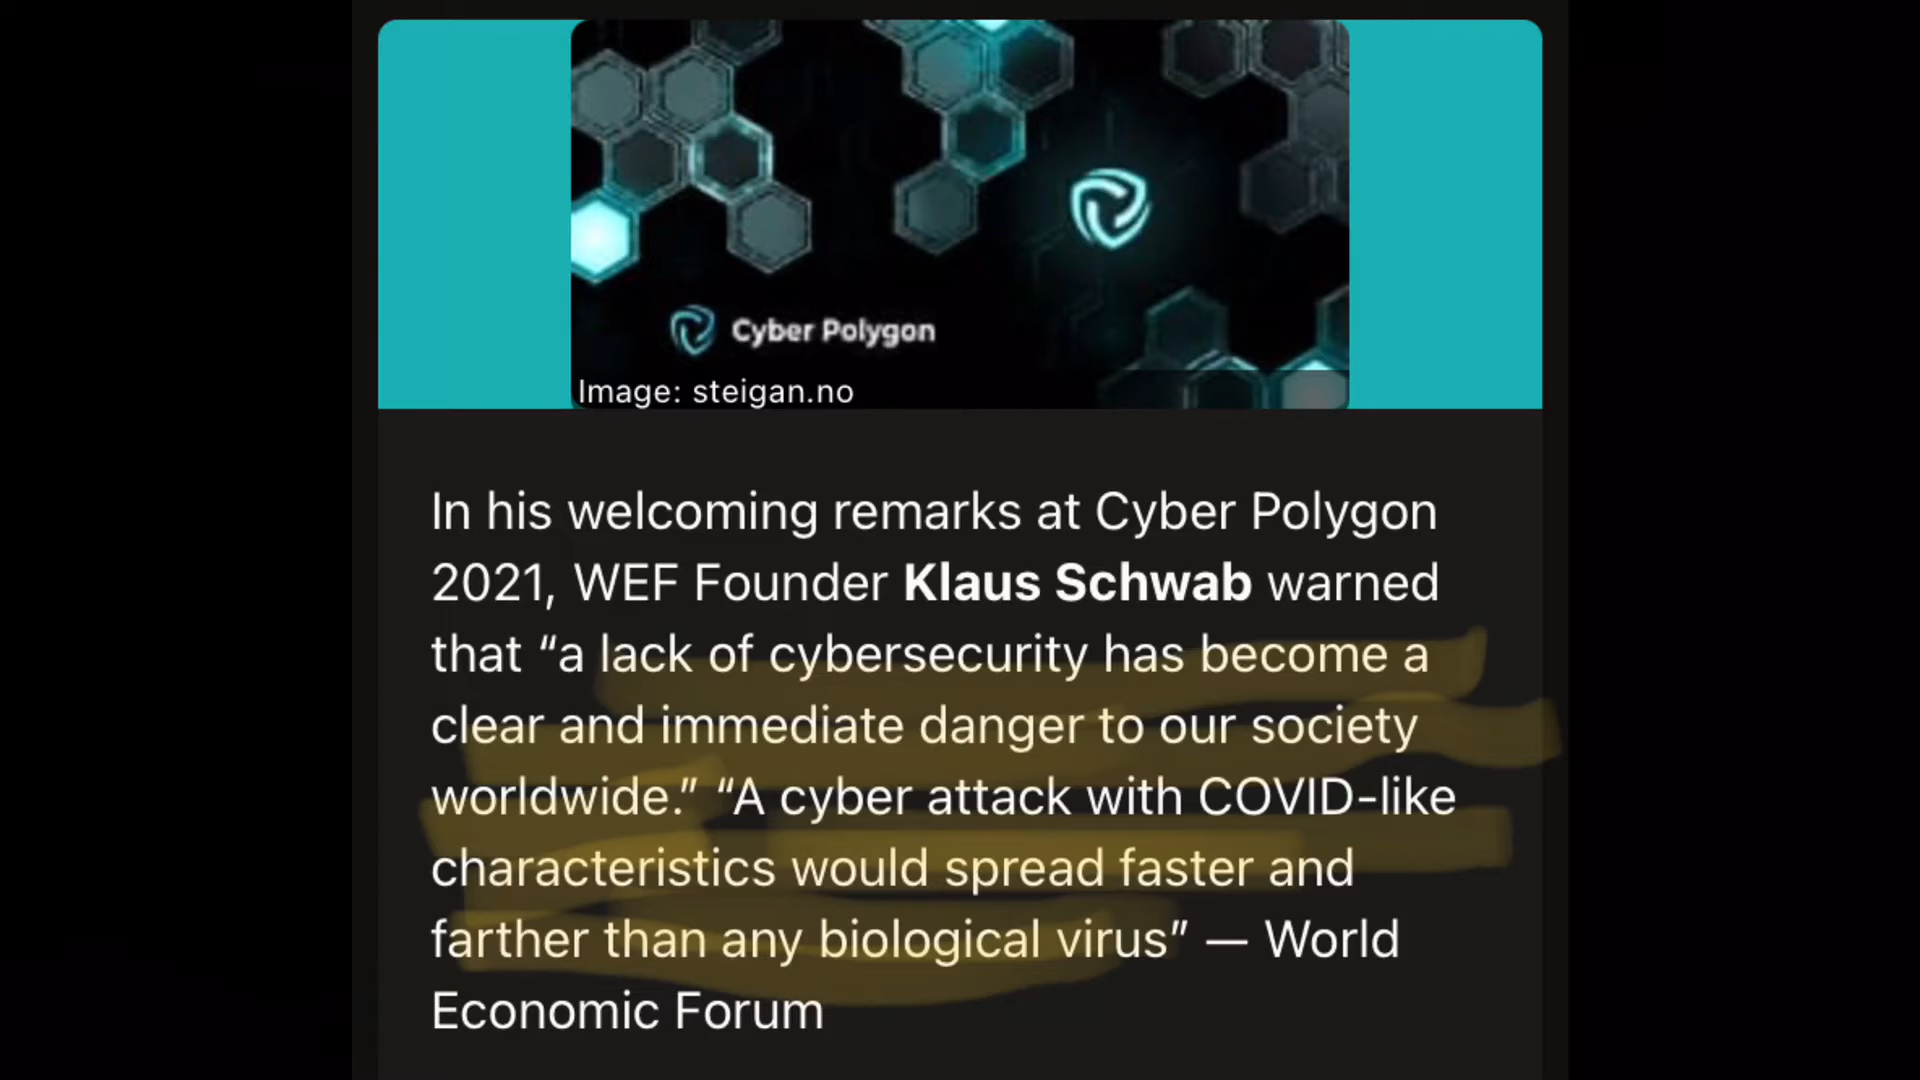 Cyber Polygon
Image: steigan.no
In his welcoming remarks at Cyber Polygon
2021, WEF Founder Klaus Schwab warned
that “a lack of cybersecurity has become a
clear and immediate danger to our society
worldwide.” “A cyber attack with COVID-like
characteristics would spread faster and
farther than any biological virus” — World
Economic Forum